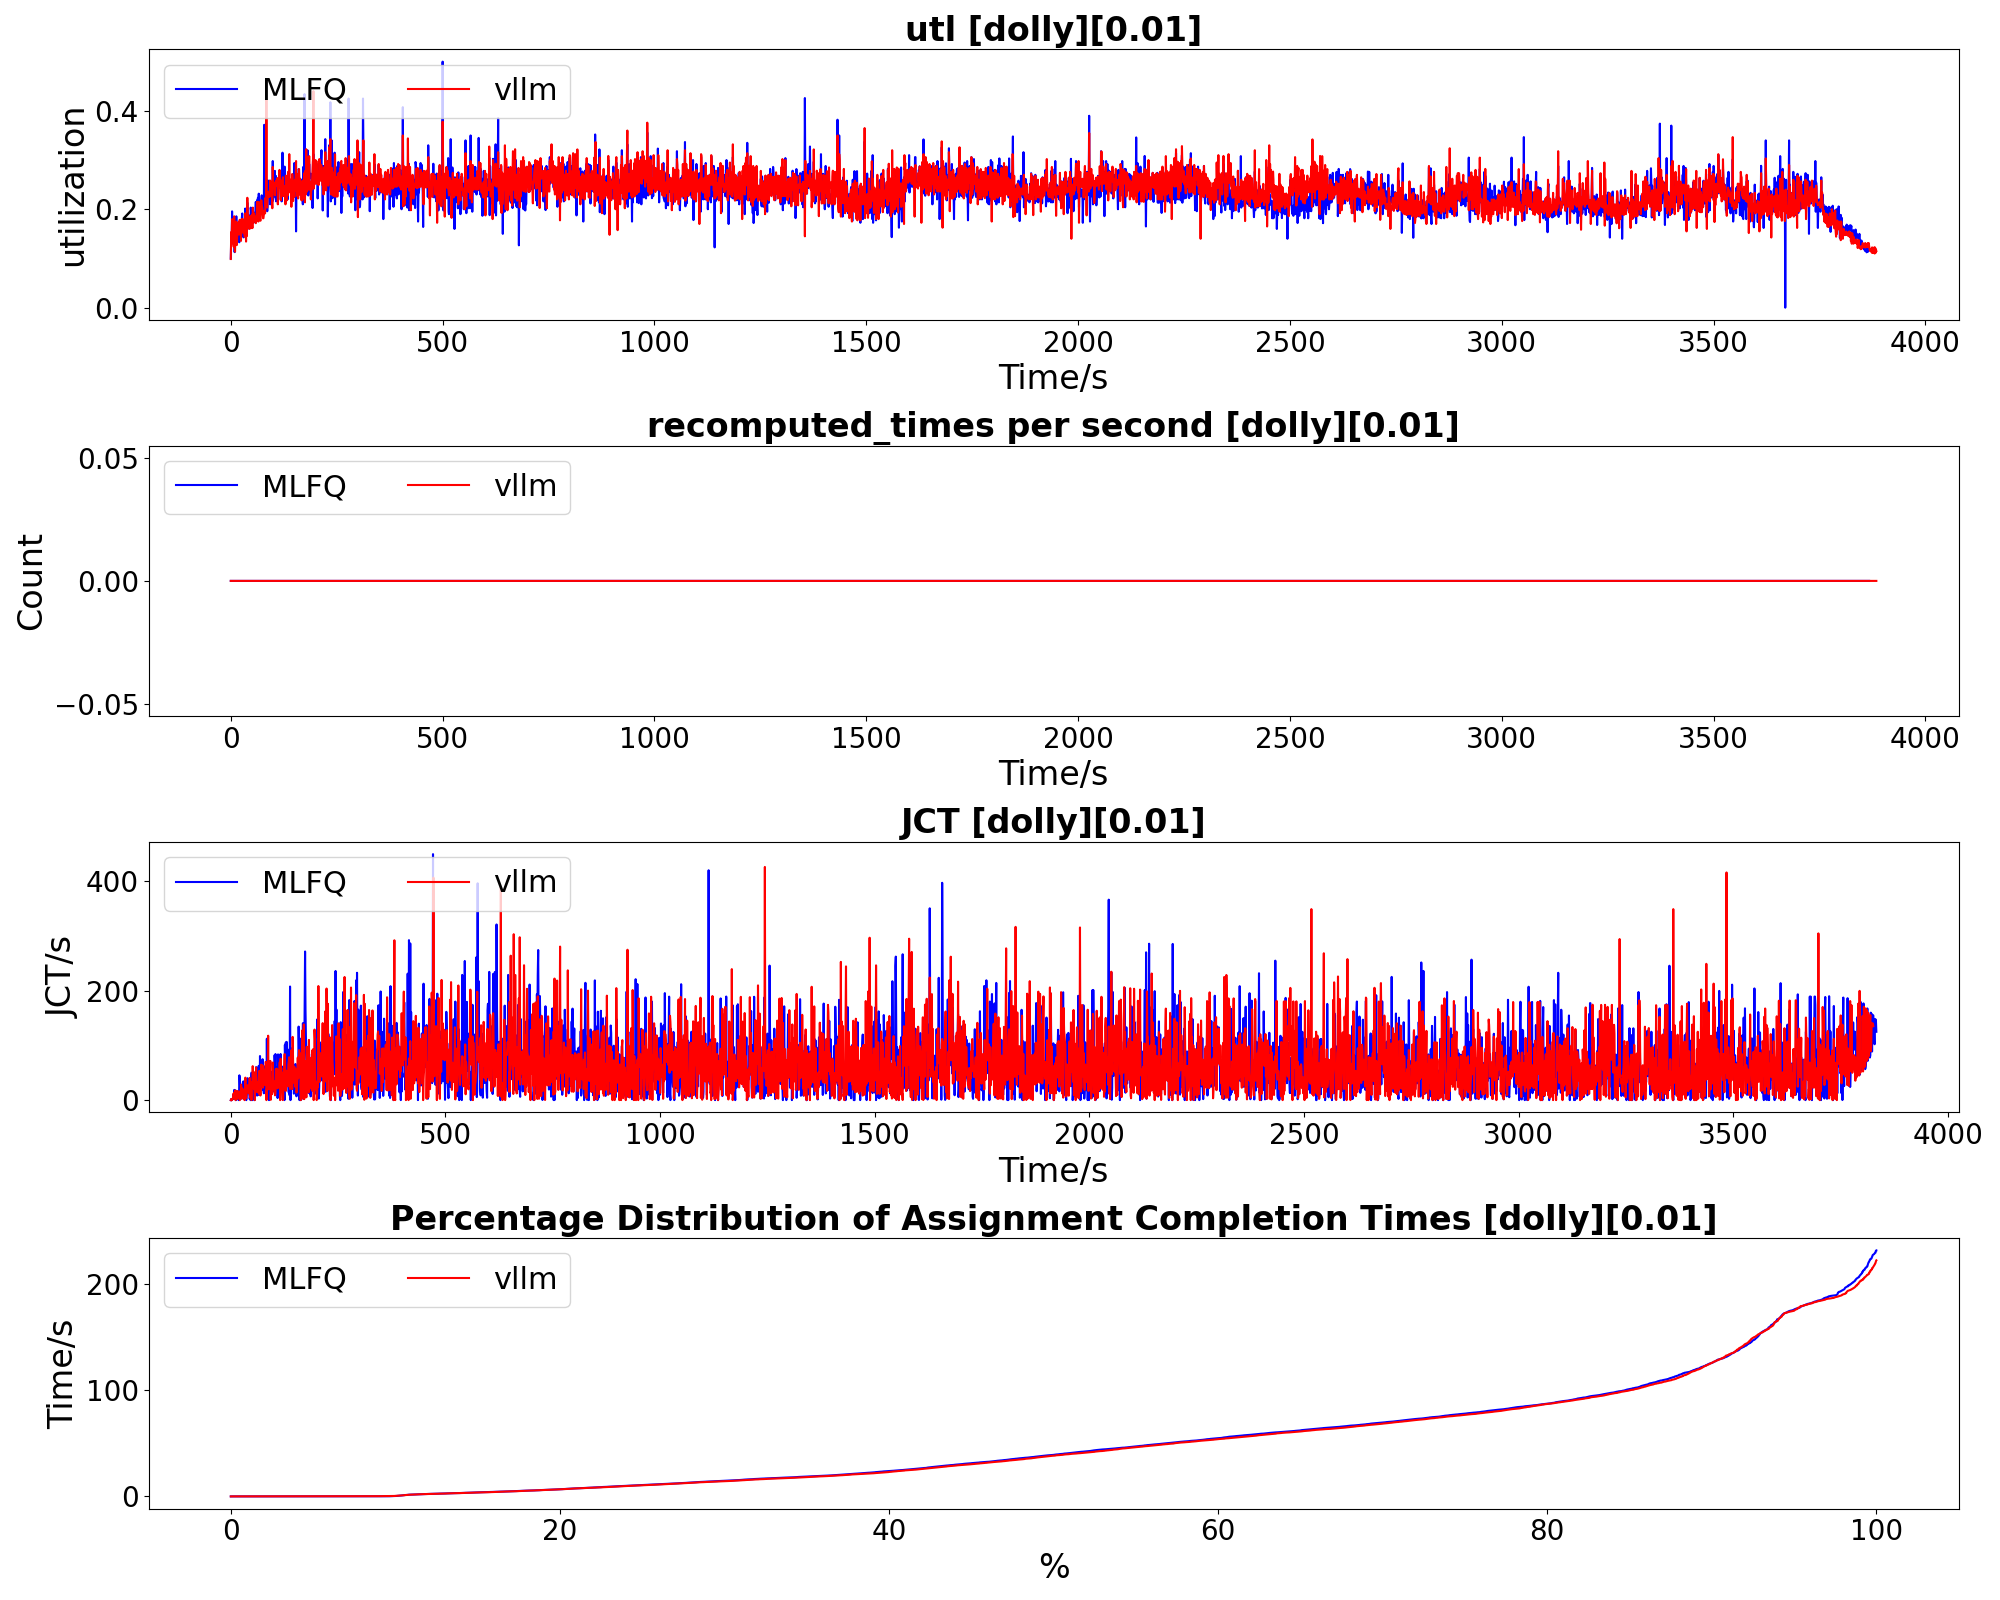 utl [dolly][0.01]
MLFQ vllm
utilization
0.4
0.2
0.0
0 500 1000 1500 2000 2500 3000 3500 4000
Time/s
recomputed_times per second [dolly][0.01]
MLFQ vllm
Count
0.05
0.00
−0.05
0 500 1000 1500 2000 2500 3000 3500 4000
Time/s
JCT [dolly][0.01]
MLFQ vllm
JCT/s
400
200
0
0 500 1000 1500 2000 2500 3000 3500 4000
Time/s
Percentage Distribution of Assignment Completion Times [dolly][0.01]
MLFQ vllm
Time/s
200
100
0
0 20 40 60 80 100
%